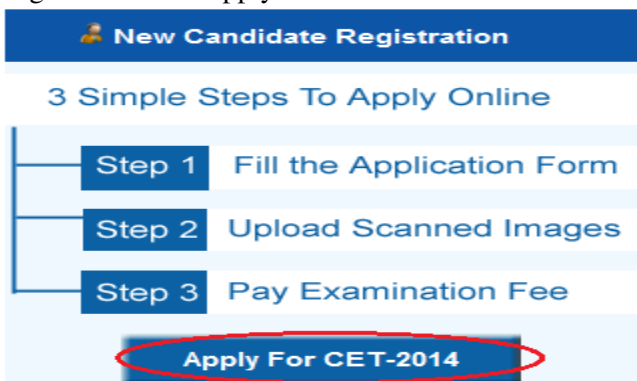 New Candidate Registration
3 Simple Steps To Apply Online
Step 1 Fill the Application Form
Step 2 Upload Scanned Images
Step 3 Pay Examination Fee
Apply For CET-2014